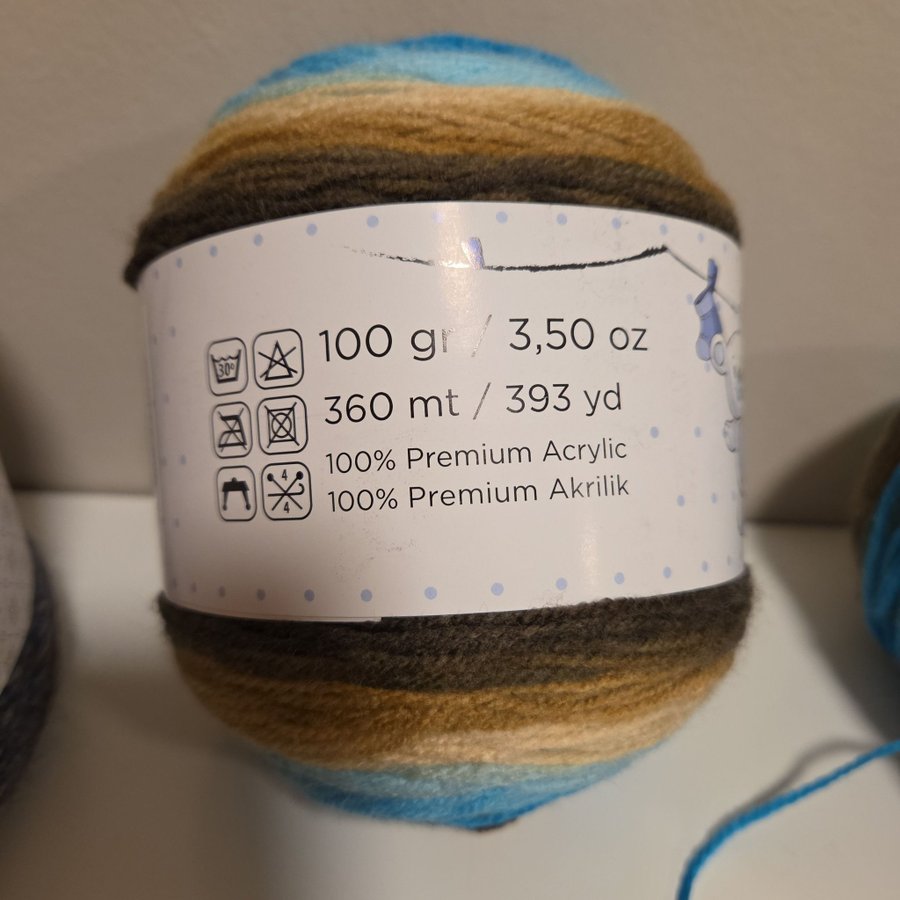 30°
100 gr / 3,50 oz
360 mt / 393 yd
100% Premium Acrylic
100% Premium Akrilik
4
4